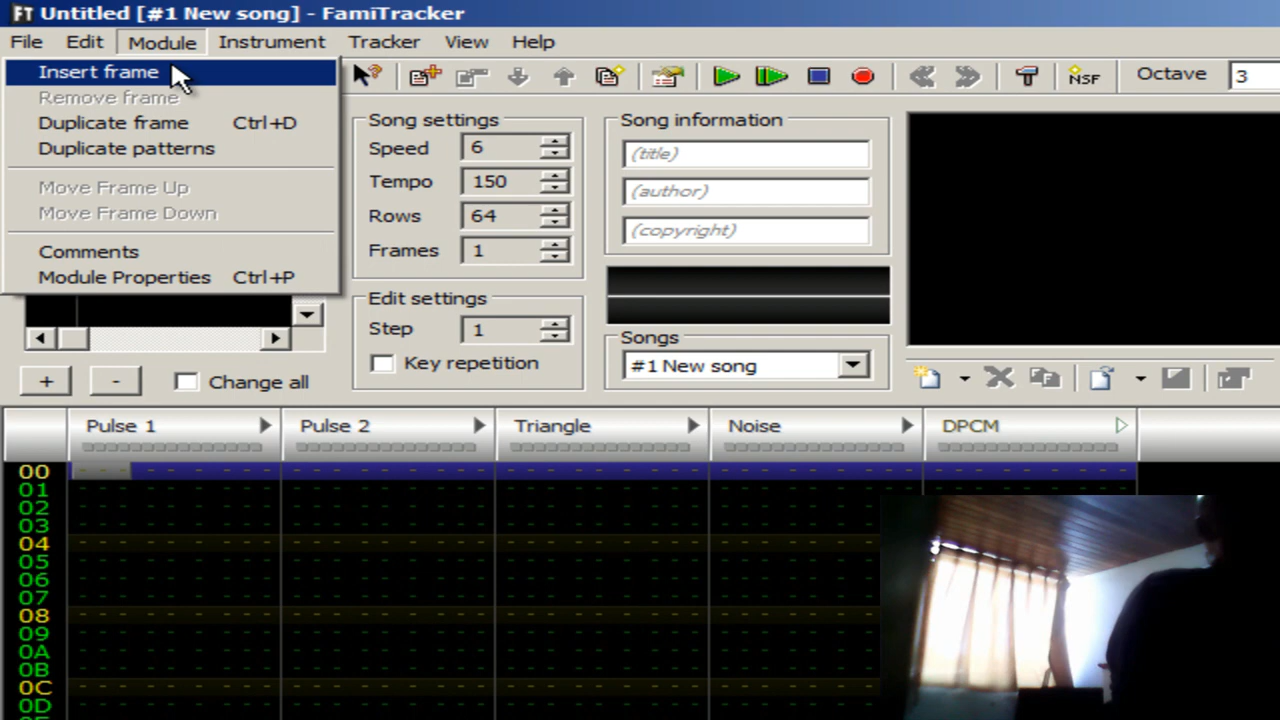 FT Untitled [#1 New song] - FamiTracker
File Edit Module Instrument Tracker View Help
Insert frame
Remove frame
Duplicate frame Ctrl+D
Duplicate patterns
Move Frame Up
Move Frame Down
Comments
Module Properties Ctrl+P
NSF Octave 3
Song settings
Speed 6
Tempo 150
Rows 64
Frames 1
Song information
(title)
(author)
(copyright)
Edit settings
Step 1
Key repetition
Songs
#1 New song
+ - Change all
Pulse 1 Pulse 2 Triangle Noise DPCM
00
01
02
03
04
05
06
07
08
09
0A
0B
0C
0D